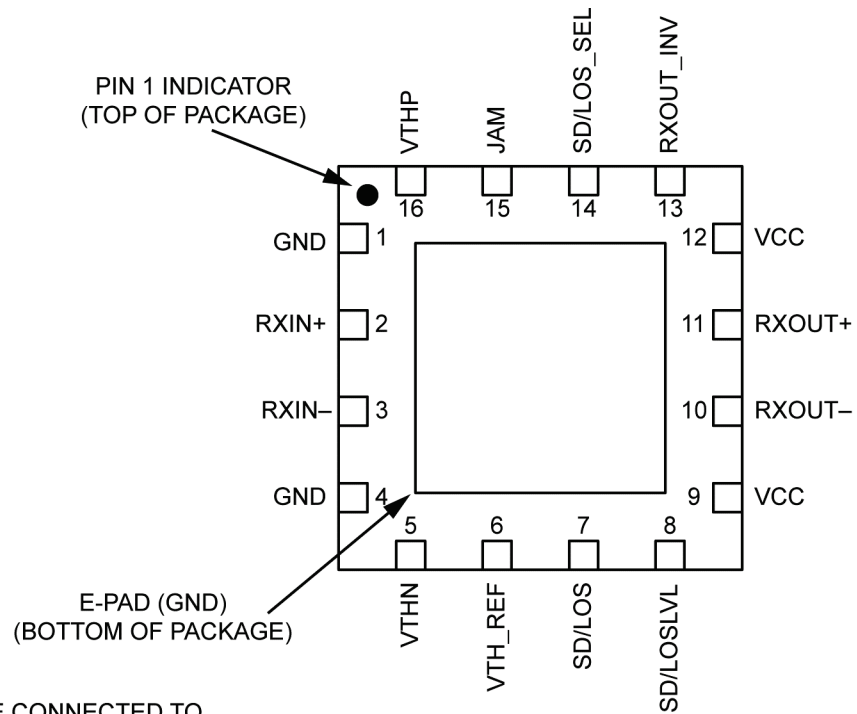 PIN 1 INDICATOR
(TOP OF PACKAGE)
VTHP
JAM
SD/LOS_SEL
RXOUT_INV
16
15
14
13
GND 1
12 VCC
RXIN+ 2
11 RXOUT+
RXIN– 3
10 RXOUT–
GND 4
9 VCC
5
6
7
8
VTHN
VTH_REF
SD/LOS
SD/LOSLVL
E-PAD (GND)
(BOTTOM OF PACKAGE)
CONNECTED TO